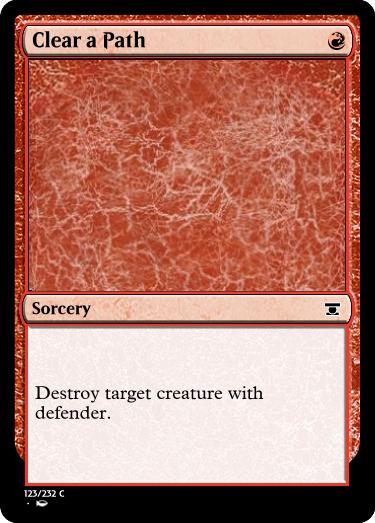 Clear a Path
Sorcery
Destroy target creature with
defender.
123/232 C